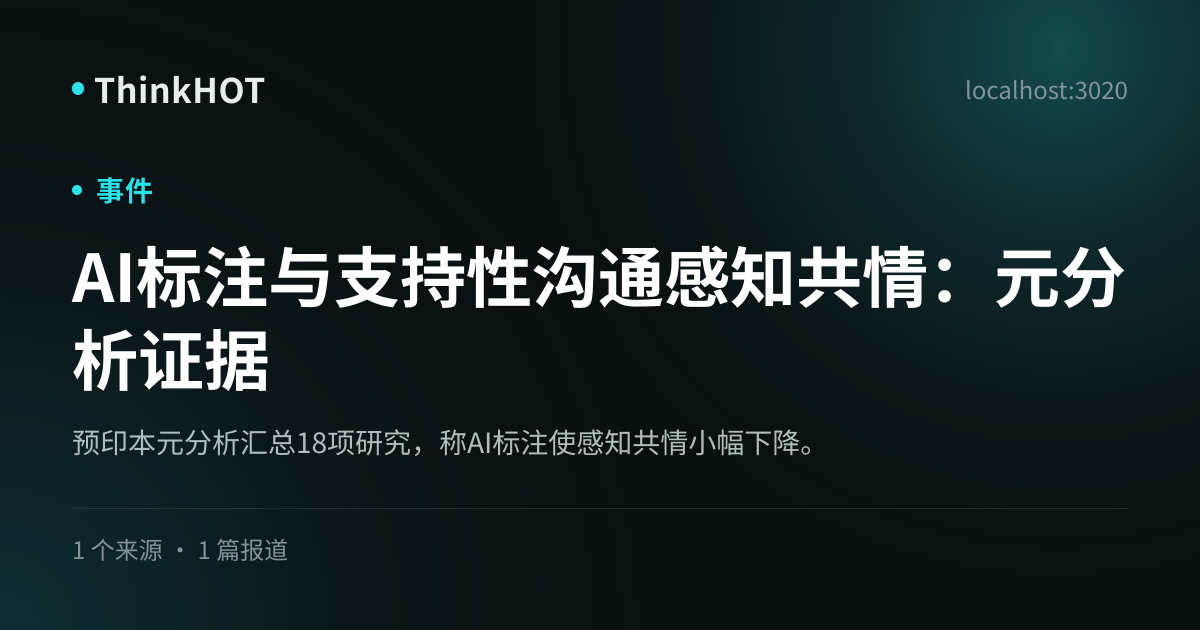 ThinkHOT
localhost:3020
事件
AI标注与支持性沟通感知共情：元分
析证据
预印本元分析汇总18项研究，称AI标注使感知共情小幅下降。
1 个来源 · 1 篇报道